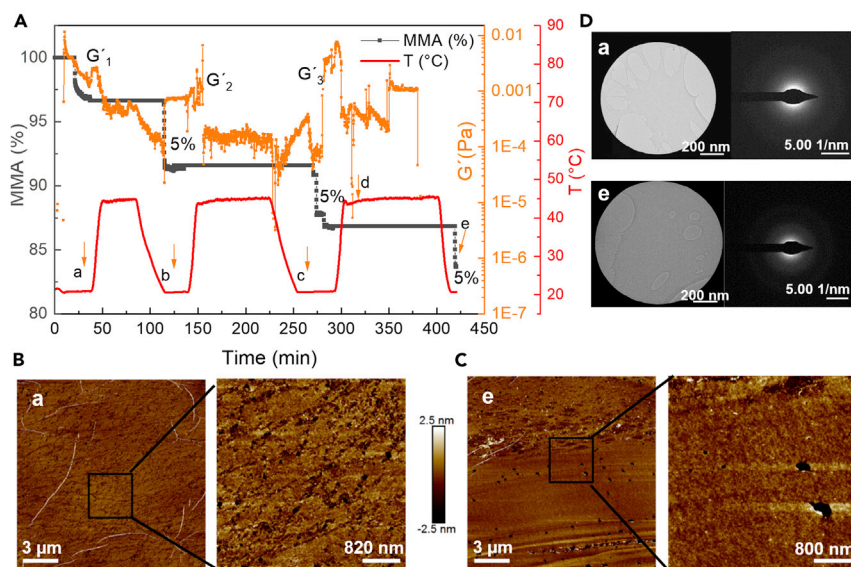 A
MMA (%)
100
95
90
85
80
0
50
100
150
200
250
300
350
400
450
Time (min)
MMA (%)
T (°C)
G´1
G´2
G´3
5%
5%
5%
a
b
c
d
e
G´(Pa)
0.01
0.001
1E-4
1E-5
1E-6
2E-7
T (°C)
90
80
70
60
50
40
30
20
D
a
200 nm
5.00 1/nm
e
200 nm
5.00 1/nm
B
a
3 µm
820 nm
2.5 nm
-2.5 nm
C
e
3 µm
800 nm